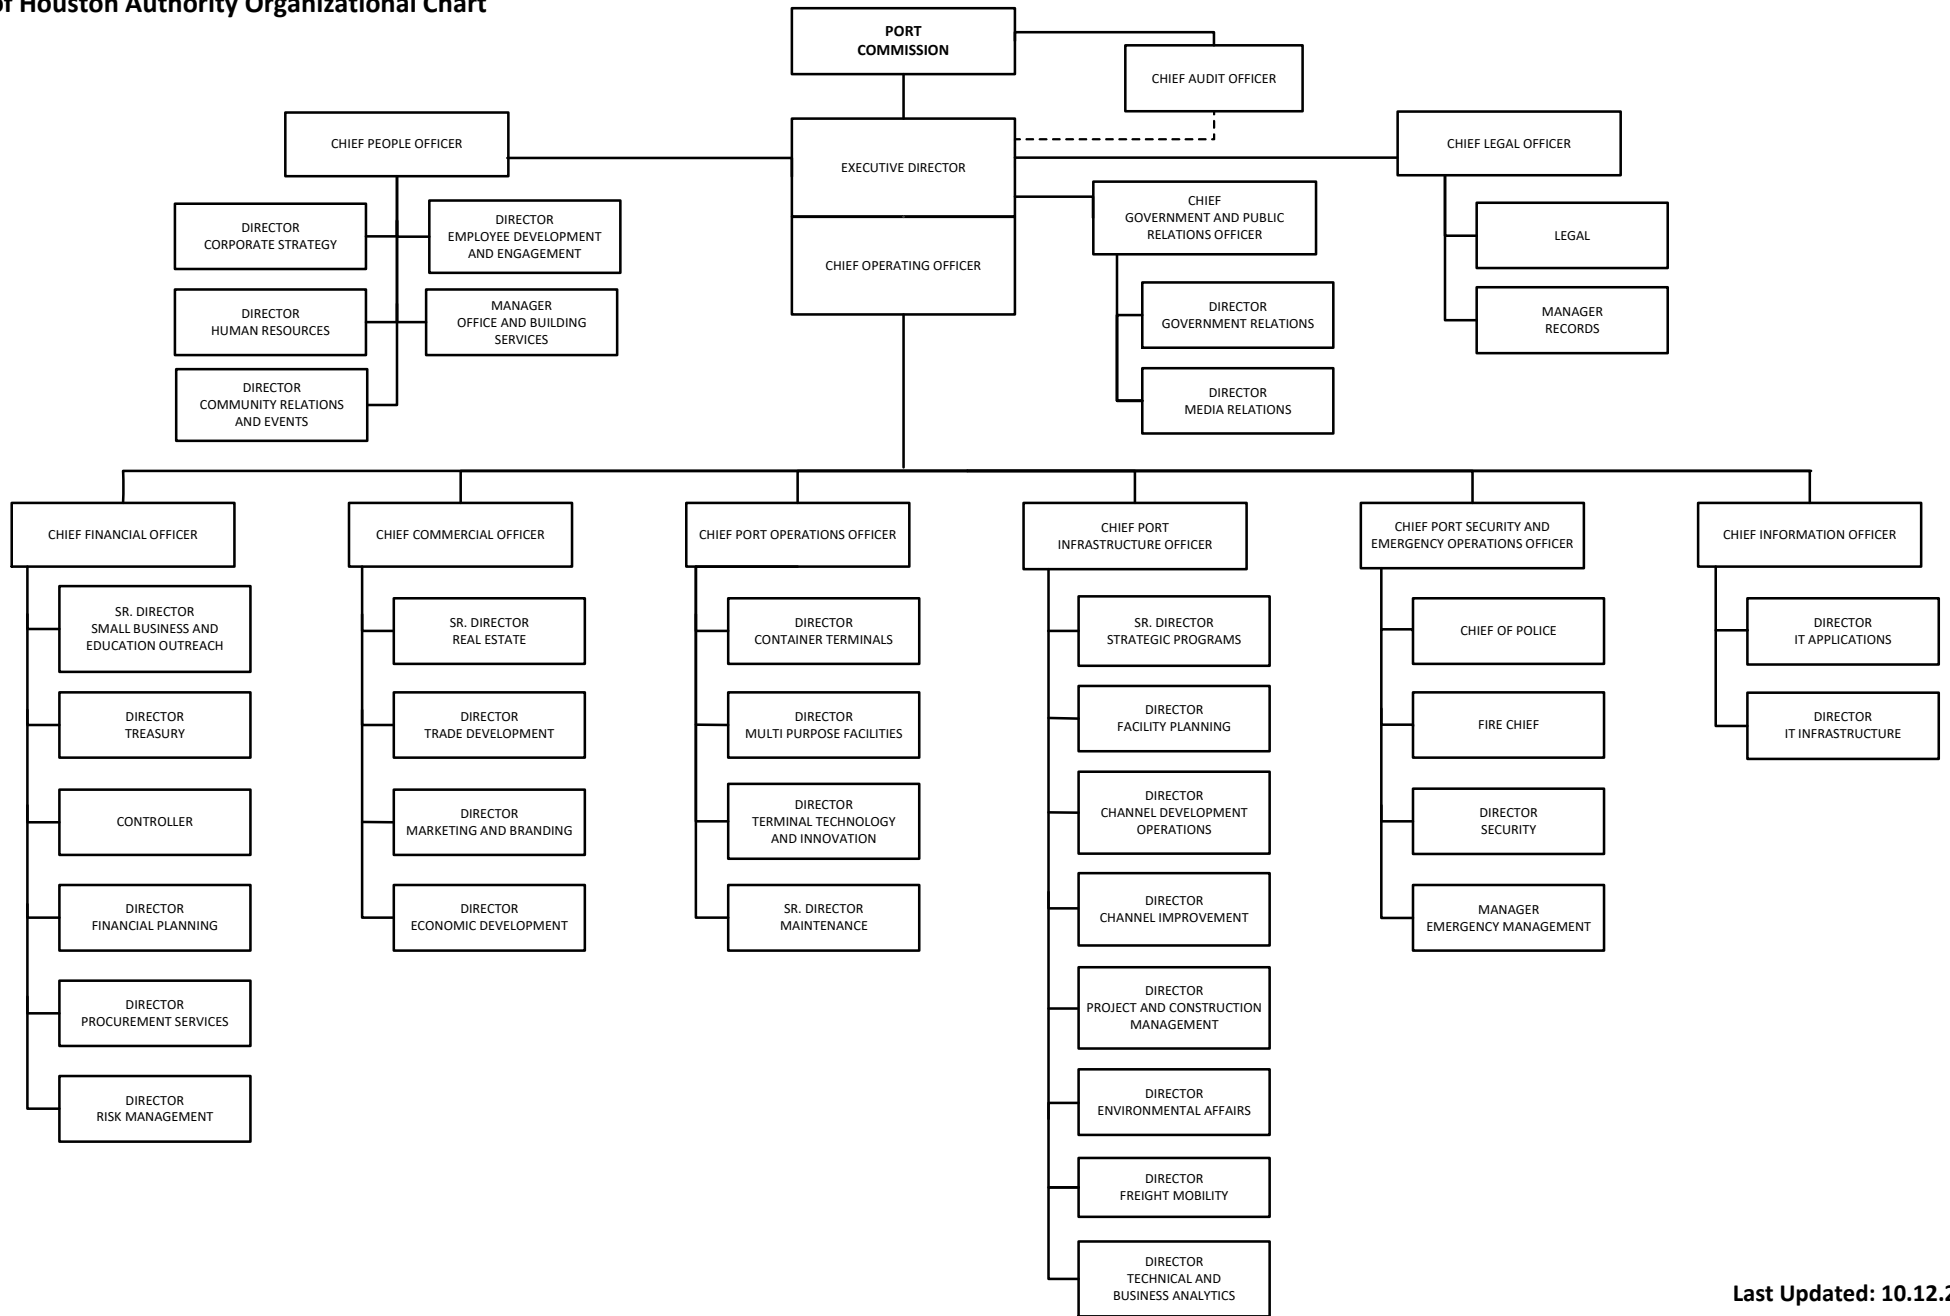 of Houston Authority Organizational Chart
PORT
COMMISSION
CHIEF AUDIT OFFICER
CHIEF PEOPLE OFFICER
EXECUTIVE DIRECTOR
CHIEF LEGAL OFFICER
DIRECTOR
CORPORATE STRATEGY
DIRECTOR
EMPLOYEE DEVELOPMENT
AND ENGAGEMENT
CHIEF OPERATING OFFICER
CHIEF
GOVERNMENT AND PUBLIC
RELATIONS OFFICER
LEGAL
DIRECTOR
HUMAN RESOURCES
MANAGER
OFFICE AND BUILDING
SERVICES
DIRECTOR
GOVERNMENT RELATIONS
MANAGER
RECORDS
DIRECTOR
COMMUNITY RELATIONS
AND EVENTS
DIRECTOR
MEDIA RELATIONS
CHIEF FINANCIAL OFFICER
SR. DIRECTOR
SMALL BUSINESS AND
EDUCATION OUTREACH
DIRECTOR
TREASURY
CONTROLLER
DIRECTOR
FINANCIAL PLANNING
DIRECTOR
PROCUREMENT SERVICES
DIRECTOR
RISK MANAGEMENT
CHIEF COMMERCIAL OFFICER
SR. DIRECTOR
REAL ESTATE
DIRECTOR
TRADE DEVELOPMENT
DIRECTOR
MARKETING AND BRANDING
DIRECTOR
ECONOMIC DEVELOPMENT
CHIEF PORT OPERATIONS OFFICER
DIRECTOR
CONTAINER TERMINALS
DIRECTOR
MULTI PURPOSE FACILITIES
DIRECTOR
TERMINAL TECHNOLOGY
AND INNOVATION
SR. DIRECTOR
MAINTENANCE
CHIEF PORT
INFRASTRUCTURE OFFICER
SR. DIRECTOR
STRATEGIC PROGRAMS
DIRECTOR
FACILITY PLANNING
DIRECTOR
CHANNEL DEVELOPMENT
OPERATIONS
DIRECTOR
CHANNEL IMPROVEMENT
DIRECTOR
PROJECT AND CONSTRUCTION
MANAGEMENT
DIRECTOR
ENVIRONMENTAL AFFAIRS
DIRECTOR
FREIGHT MOBILITY
DIRECTOR
TECHNICAL AND
BUSINESS ANALYTICS
CHIEF PORT SECURITY AND
EMERGENCY OPERATIONS OFFICER
CHIEF OF POLICE
FIRE CHIEF
DIRECTOR
SECURITY
MANAGER
EMERGENCY MANAGEMENT
CHIEF INFORMATION OFFICER
DIRECTOR
IT APPLICATIONS
DIRECTOR
IT INFRASTRUCTURE
Last Updated: 10.12.2